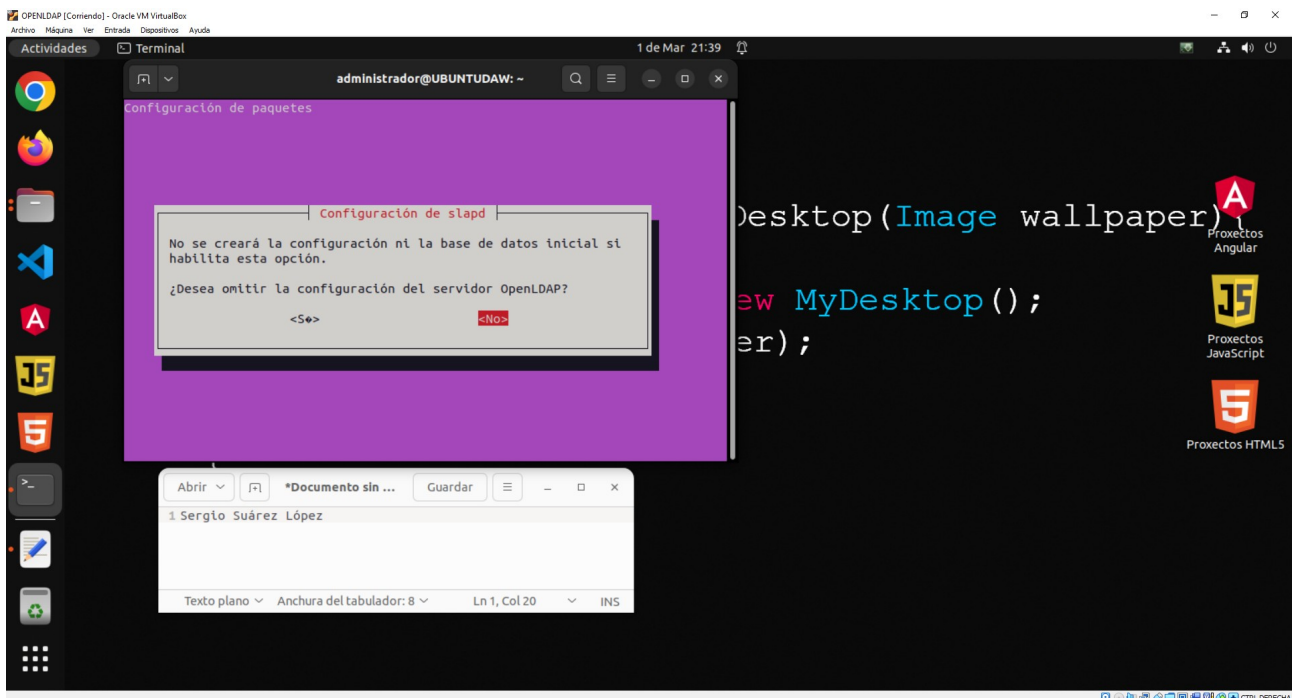 OPENLDAP [Corriendo] - Oracle VM VirtualBox
Archivo Máquina Ver Entrada Dispositivos Ayuda
Actividades Terminal 1 de Mar 21:39
administrador@UBUNTUDAW: ~
Configuración de paquetes
Configuración de slapd
No se creará la configuración ni la base de datos inicial si
habilita esta opción.
¿Desea omitir la configuración del servidor OpenLDAP?
<S�> <No>
Desktop(Image wallpaper){
ew MyDesktop();
er);
Proxectos
Angular
Proxectos
JavaScript
Proxectos HTML5
Abrir *Documento sin ... Guardar
1 Sergio Suárez López
Texto plano Anchura del tabulador: 8 Ln 1, Col 20 INS
CTRL DERECHA